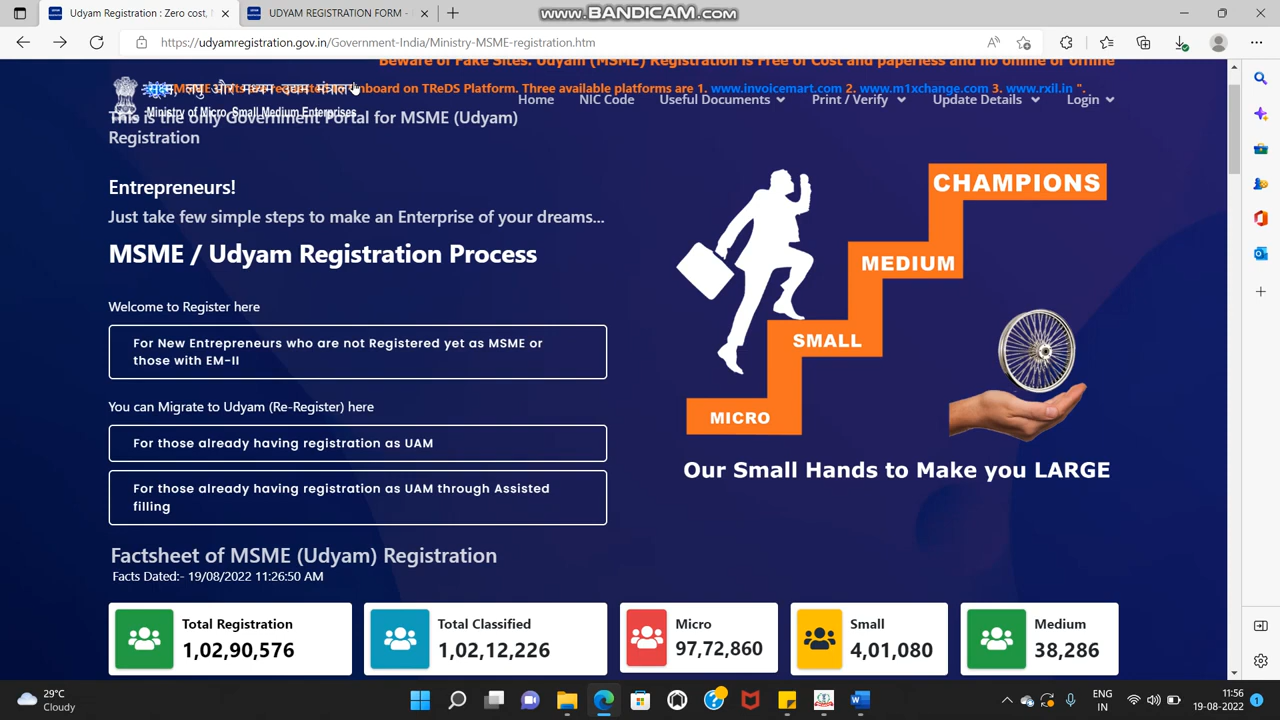 www.BANDICAM.com
Udyam Registration : Zero cost,
UDYAM REGISTRATION FORM -
https://udyamregistration.gov.in/Government-India/Ministry-MSME-registration.htm
Beware of Fake Sites. Udyam (MSME) Registration is Free of Cost and paperless and no online or offline
सूक्ष्म, लघु और मध्यम उद्यम मंत्रालय
Ministry of Micro, Small Medium Enterprises
nboard on TReDS Platform. Three available platforms are 1. www.invoicemart.com 2. www.m1xchange.com 3. www.rxil.in ".
Home
NIC Code
Useful Documents
Print / Verify
Update Details
Login
This is the only Government Portal for MSME (Udyam)
Registration
Entrepreneurs!
Just take few simple steps to make an Enterprise of your dreams...
MSME / Udyam Registration Process
Welcome to Register here
For New Entrepreneurs who are not Registered yet as MSME or
those with EM-II
You can Migrate to Udyam (Re-Register) here
For those already having registration as UAM
For those already having registration as UAM through Assisted
filling
CHAMPIONS
MEDIUM
SMALL
MICRO
Our Small Hands to Make you LARGE
Factsheet of MSME (Udyam) Registration
Facts Dated:- 19/08/2022 11:26:50 AM
Total Registration
1,02,90,576
Total Classified
1,02,12,226
Micro
97,72,860
Small
4,01,080
Medium
38,286
29°C
Cloudy
ENG
IN
11:56
19-08-2022